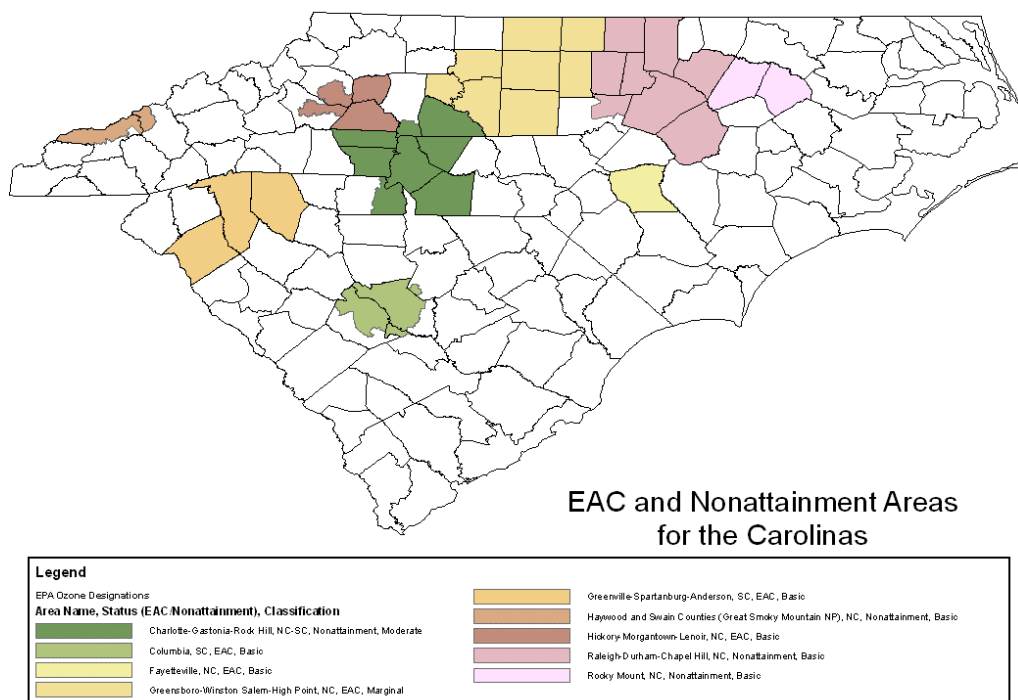 EAC and Nonattainment Areas
for the Carolinas
Legend
EPA Ozone Designations
Area Name, Status (EAC/Nonattainment), Classification
Charlotte-Gastonia-Rock Hill, NC-SC, Nonattainment, Moderate
Columbia, SC, EAC, Basic
Fayetteville, NC, EAC, Basic
Greensboro-Winston Salem-High Point, NC, EAC, Marginal
Greenville-Spartanburg-Anderson, SC, EAC, Basic
Haywood and Swain Counties (Great Smoky Mountain NP), NC, Nonattainment, Basic
Hickory-Morgantown-Lenoir, NC, EAC, Basic
Raleigh-Durham-Chapel Hill, NC, Nonattainment, Basic
Rocky Mount, NC, Nonattainment, Basic